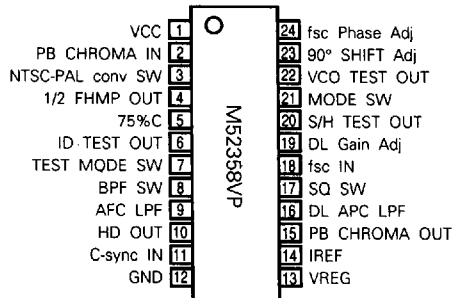 VCC 1
PB CHROMA IN 2
NTSC-PAL conv SW 3
1/2 FHMP OUT 4
75%C 5
ID TEST OUT 6
TEST MODE SW 7
BPF SW 8
AFC LPF 9
HD OUT 10
C-sync IN 11
GND 12
M52358VP
24 fsc Phase Adj
23 90° SHIFT Adj
22 VCO TEST OUT
21 MODE SW
20 S/H TEST OUT
19 DL Gain Adj
18 fsc IN
17 SQ SW
16 DL APC LPF
15 PB CHROMA OUT
14 IREF
13 VREG